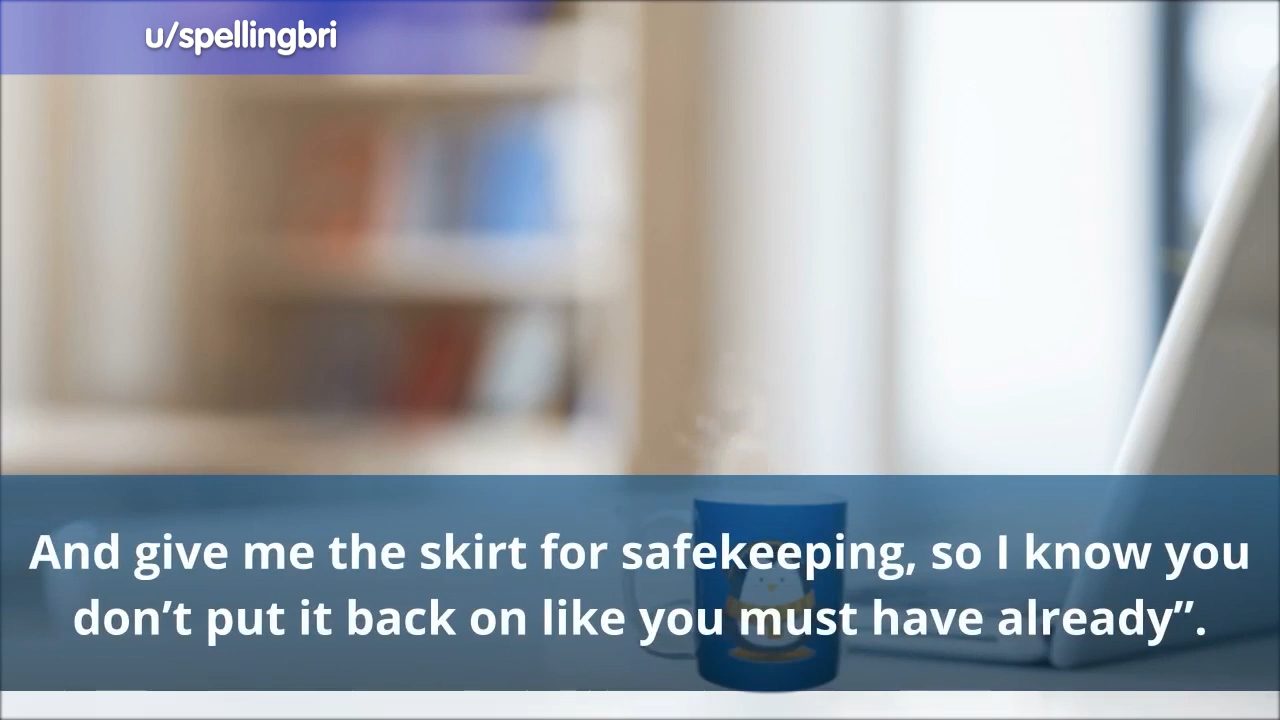 u/spellingbri
And give me the skirt for safekeeping, so I know you
don’t put it back on like you must have already”.